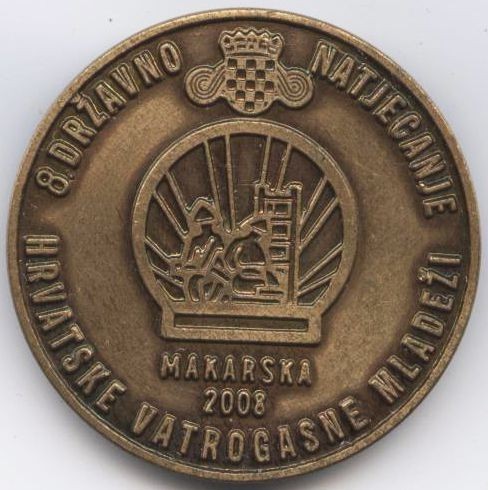 8. DRŽAVNO NATJECANJE
HRVATSKE VATROGASNE MLADEŽI
MAKARSKA
2008